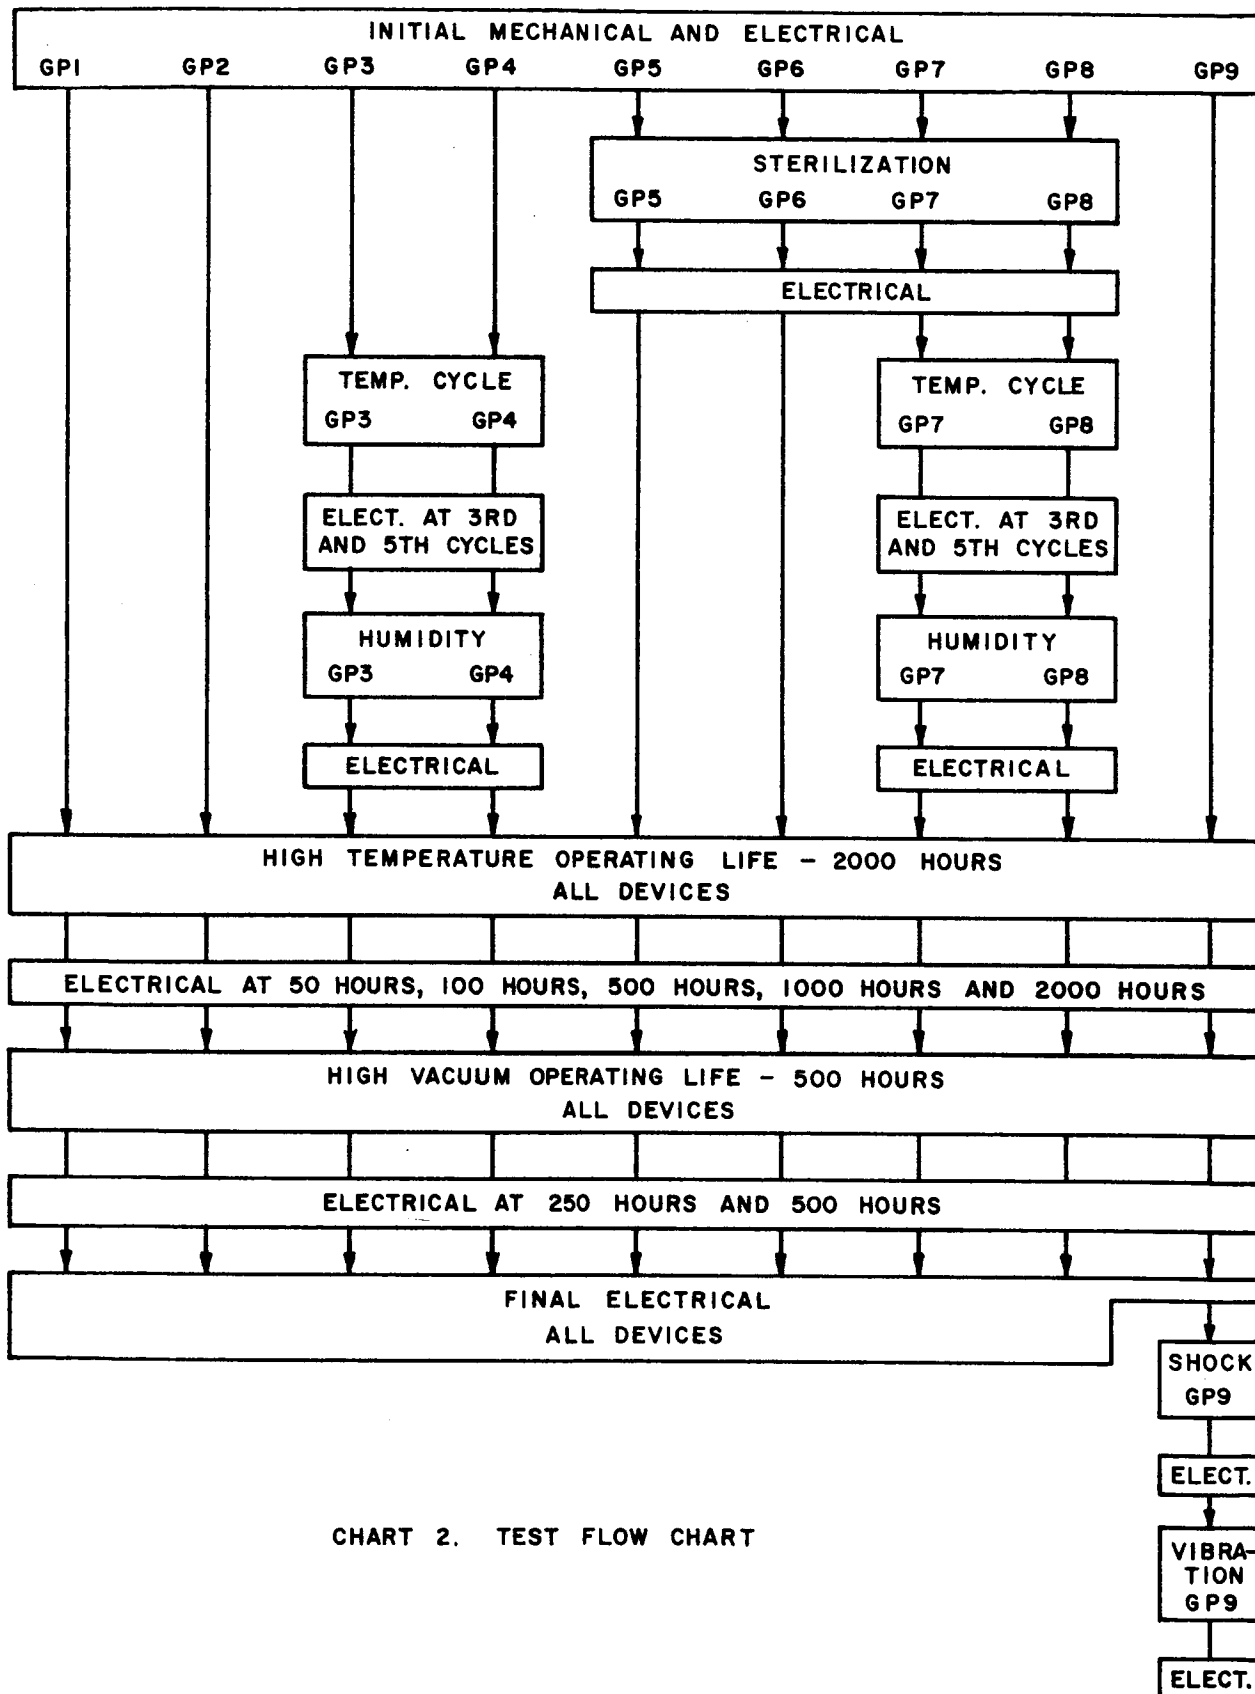 INITIAL MECHANICAL AND ELECTRICAL
GP1 GP2 GP3 GP4 GP5 GP6 GP7 GP8 GP9
STERILIZATION
GP5 GP6 GP7 GP8
ELECTRICAL
TEMP. CYCLE
GP3 GP4
TEMP. CYCLE
GP7 GP8
ELECT. AT 3RD
AND 5TH CYCLES
ELECT. AT 3RD
AND 5TH CYCLES
HUMIDITY
GP3 GP4
HUMIDITY
GP7 GP8
ELECTRICAL
ELECTRICAL
HIGH TEMPERATURE OPERATING LIFE - 2000 HOURS
ALL DEVICES
ELECTRICAL AT 50 HOURS, 100 HOURS, 500 HOURS, 1000 HOURS AND 2000 HOURS
HIGH VACUUM OPERATING LIFE - 500 HOURS
ALL DEVICES
ELECTRICAL AT 250 HOURS AND 500 HOURS
FINAL ELECTRICAL
ALL DEVICES
SHOCK
GP9
ELECT.
VIBRA-
TION
GP9
ELECT.
CHART 2. TEST FLOW CHART